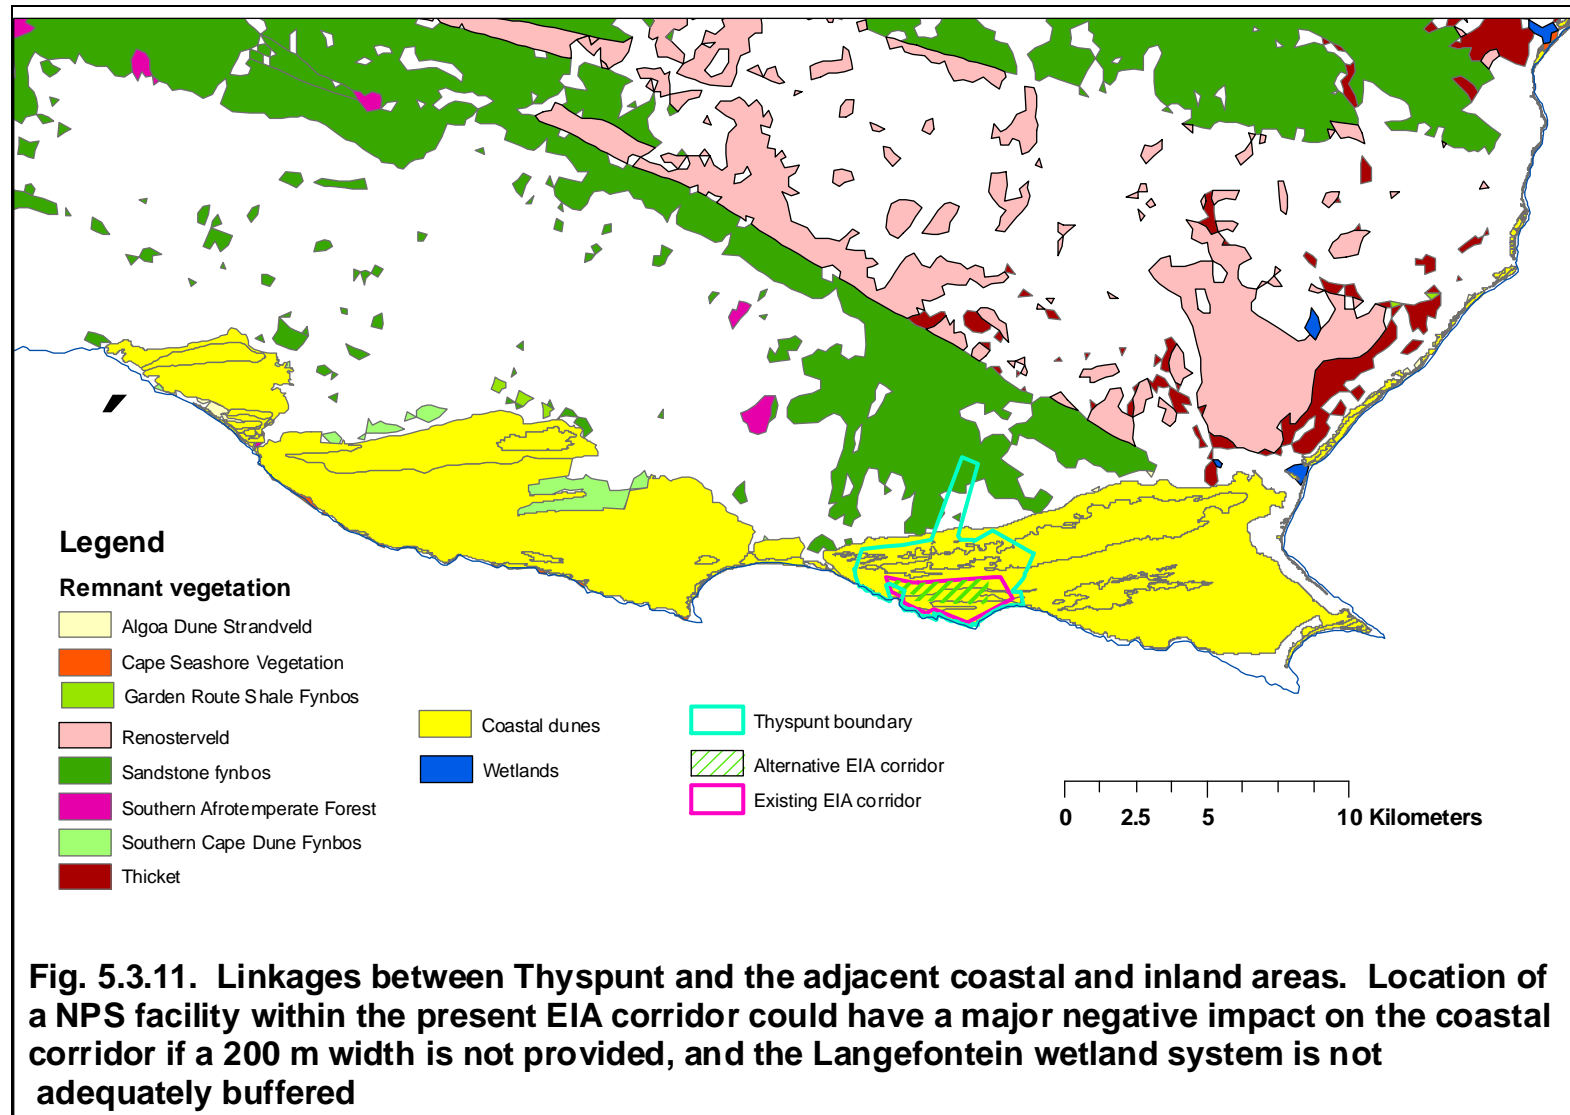 Legend
Remnant vegetation
Algoa Dune Strandveld
Cape Seashore Vegetation
Garden Route Shale Fynbos
Renosterveld
Sandstone fynbos
Southern Afrotemperate Forest
Southern Cape Dune Fynbos
Thicket
Coastal dunes
Wetlands
Thyspunt boundary
Alternative EIA corridor
Existing EIA corridor
0 2.5 5 10 Kilometers
Fig. 5.3.11. Linkages between Thyspunt and the adjacent coastal and inland areas. Location of
a NPS facility within the present EIA corridor could have a major negative impact on the coastal
corridor if a 200 m width is not provided, and the Langefontein wetland system is not
adequately buffered